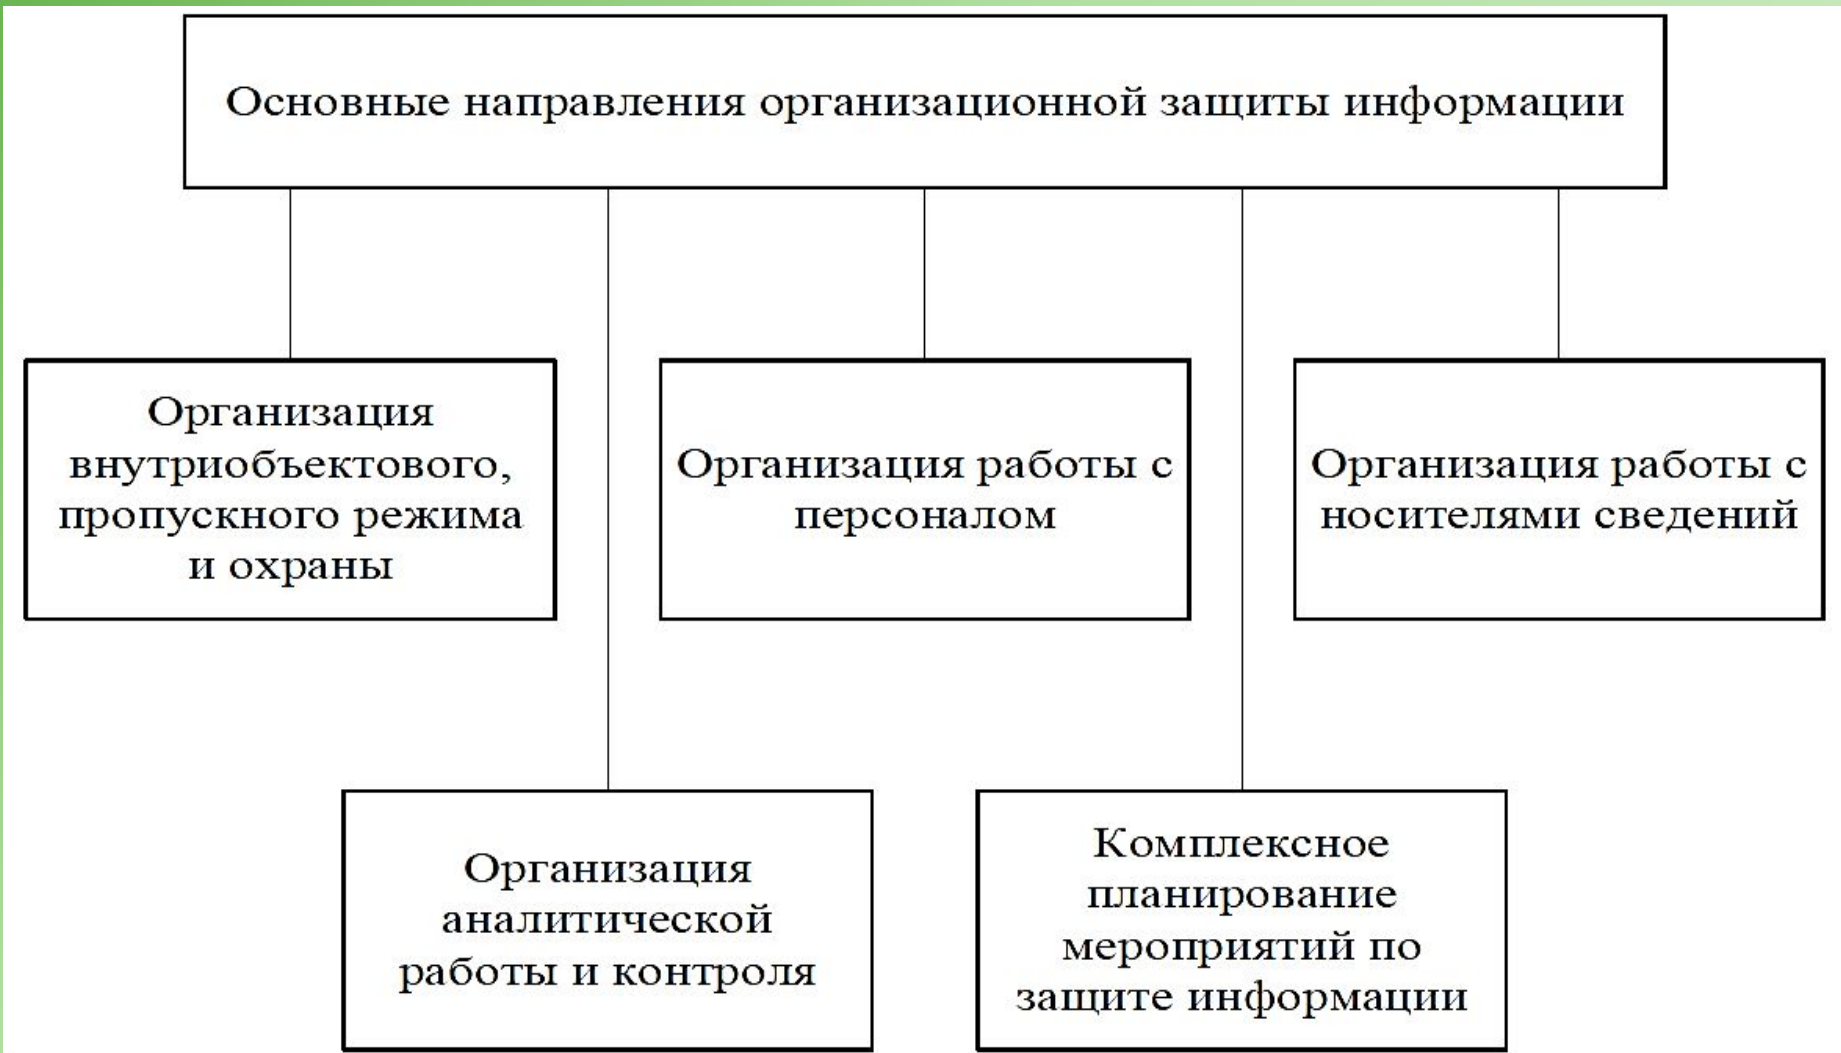 Основные направления организационной защиты информации
Организация
внутриобъектового,
пропускного режима
и охраны
Организация работы с
персоналом
Организация работы с
носителями сведений
Организация
аналитической
работы и контроля
Комплексное
планирование
мероприятий по
защите информации